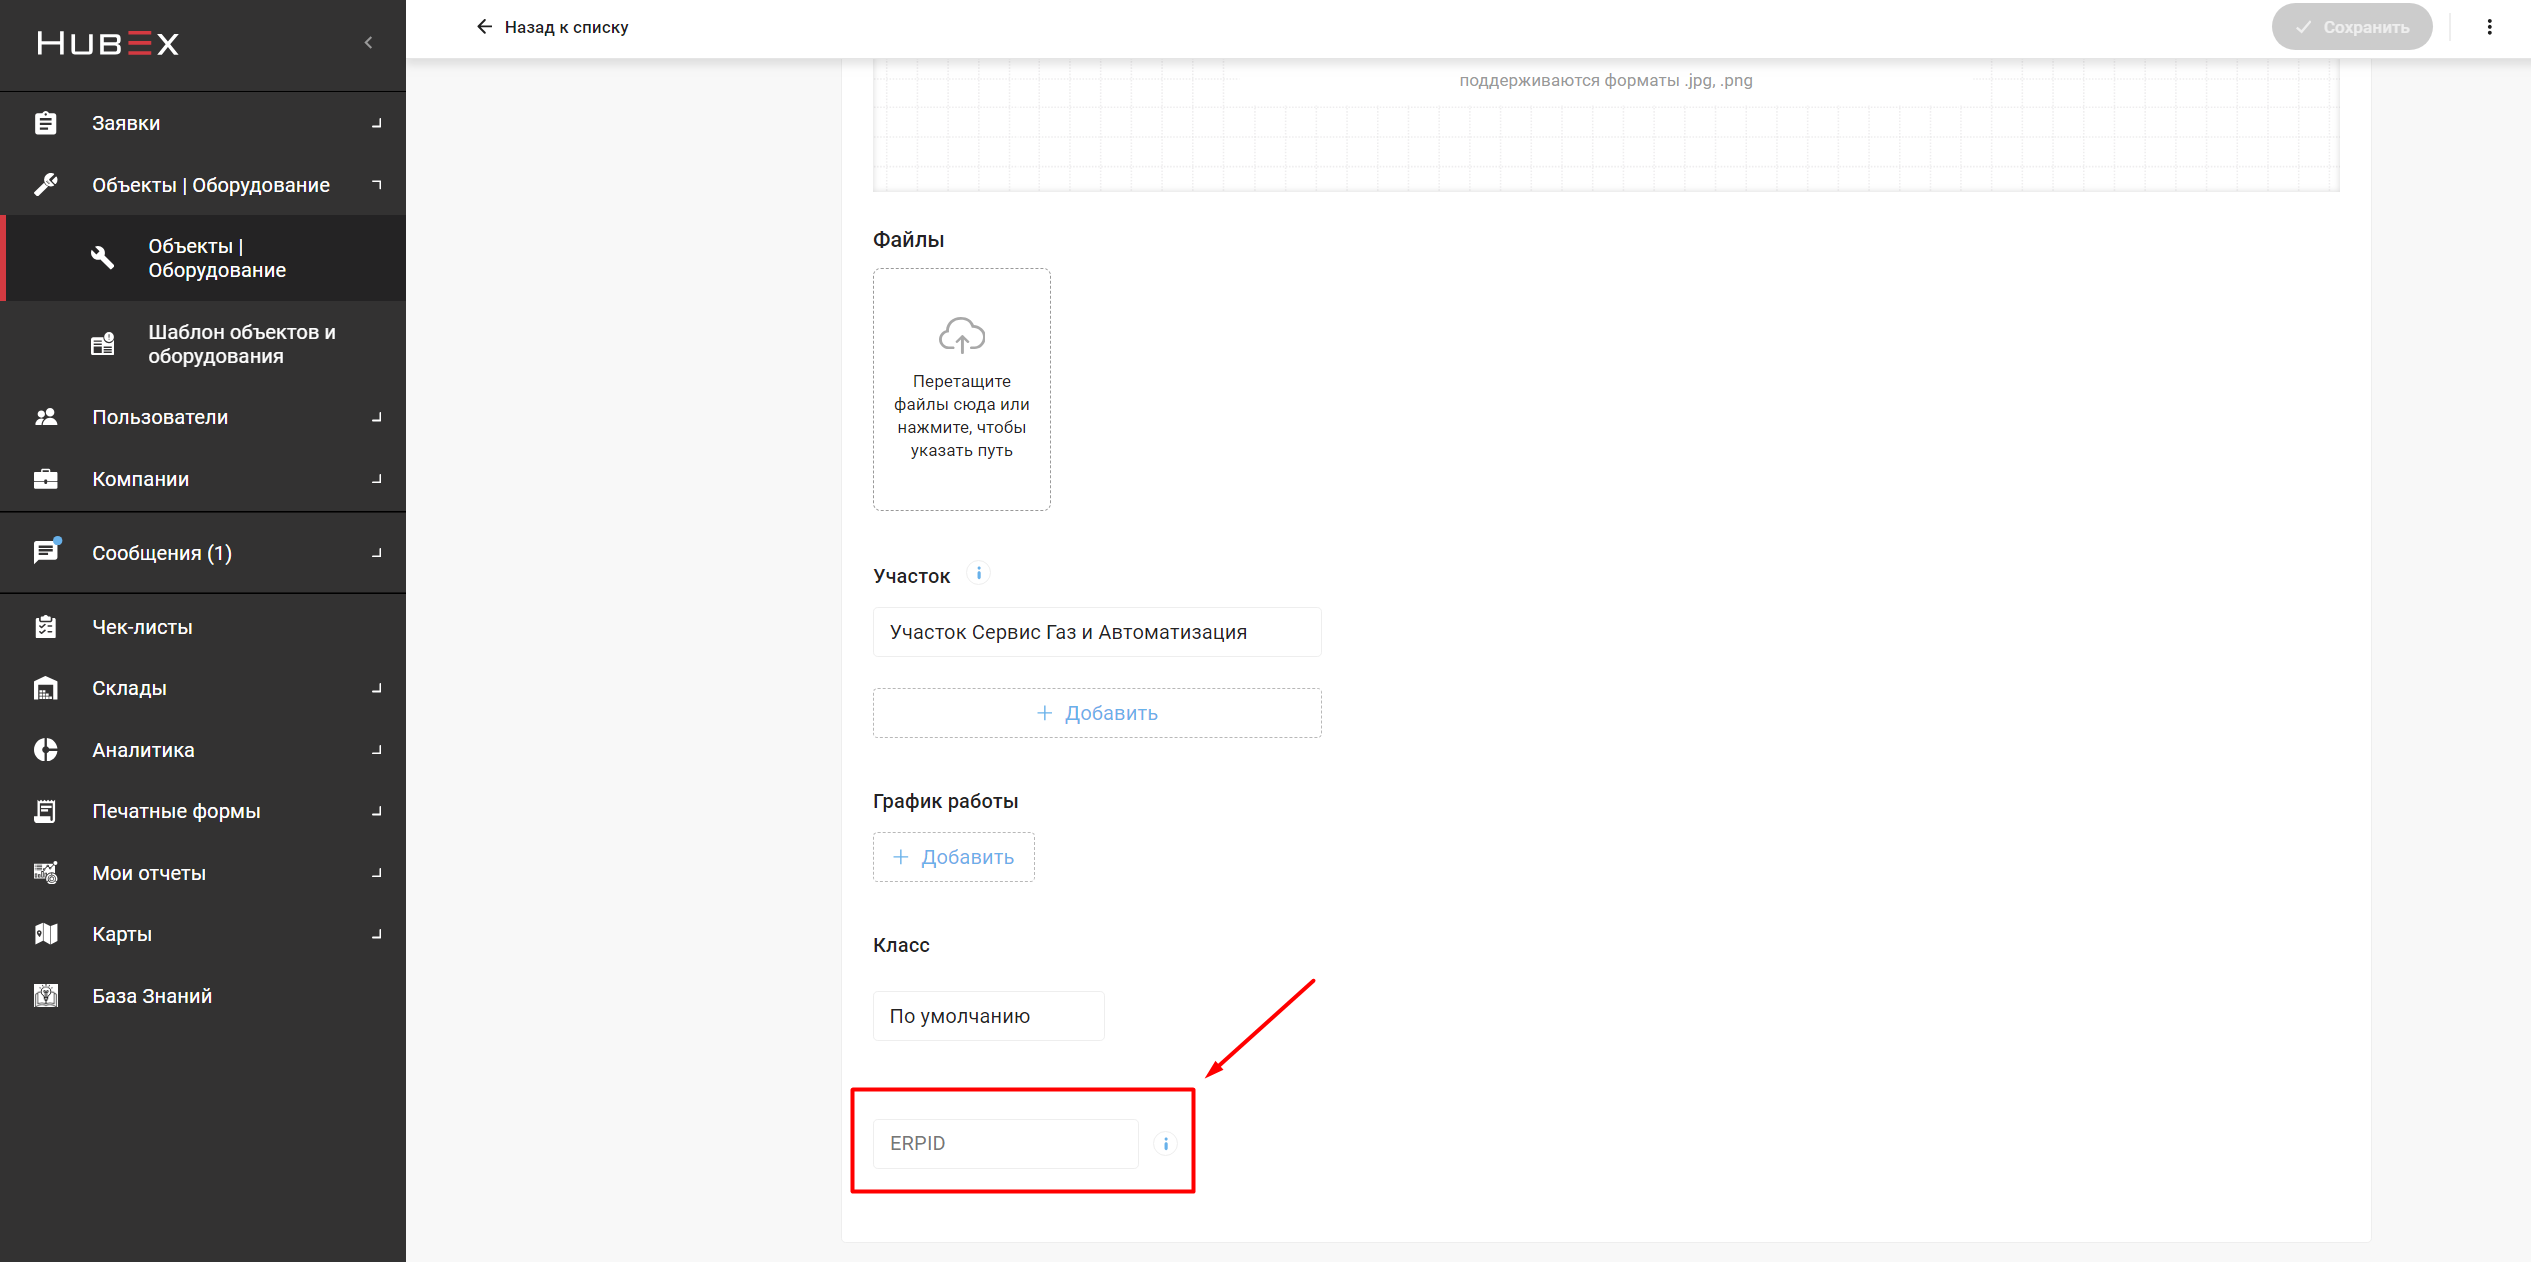 HUBEX
Назад к списку
Сохранить
Заявки
Объекты | Оборудование
Объекты |
Оборудование
Шаблон объектов и
оборудования
Пользователи
Компании
Сообщения (1)
Чек-листы
Склады
Аналитика
Печатные формы
Мои отчеты
Карты
База Знаний
поддерживаются форматы .jpg, .png
Файлы
Перетащите
файлы сюда или
нажмите, чтобы
указать путь
Участок
Участок Сервис Газ и Автоматизация
+ Добавить
График работы
+ Добавить
Класс
По умолчанию
ERPID